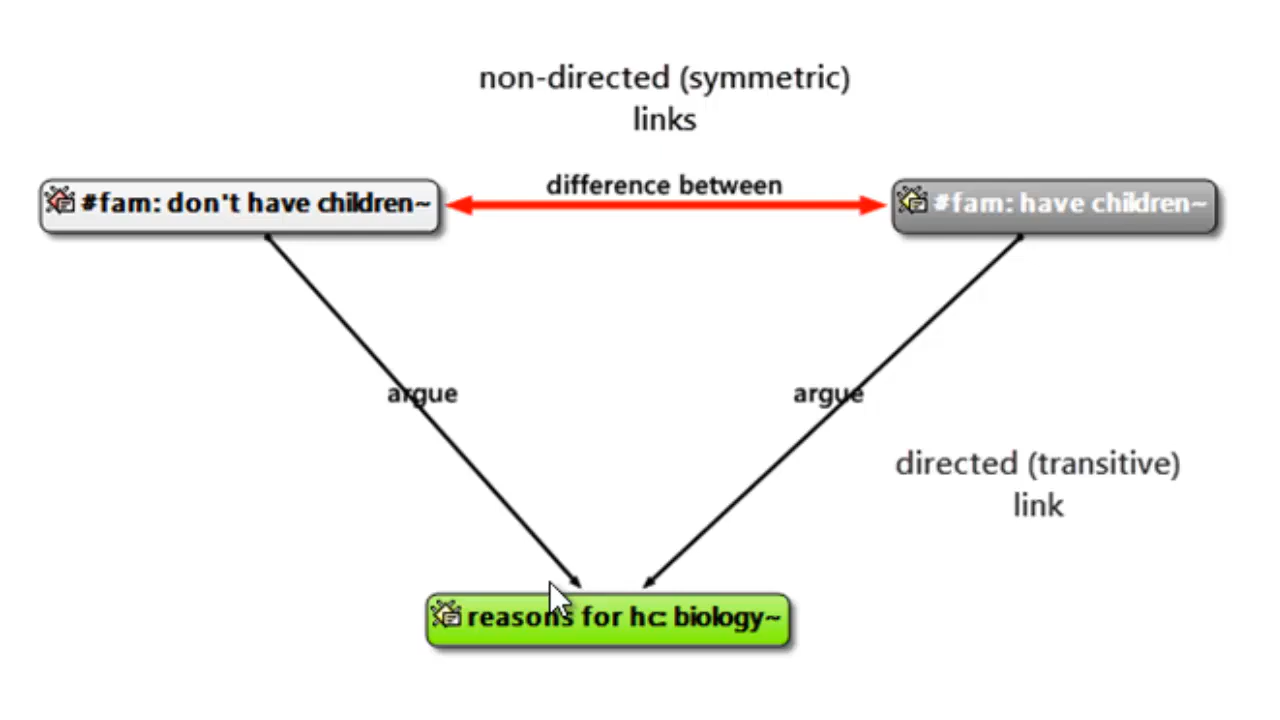 non-directed (symmetric)
links
difference between
#fam: don't have children~
#fam: have children~
argue
argue
directed (transitive)
link
reasons for hc: biology~